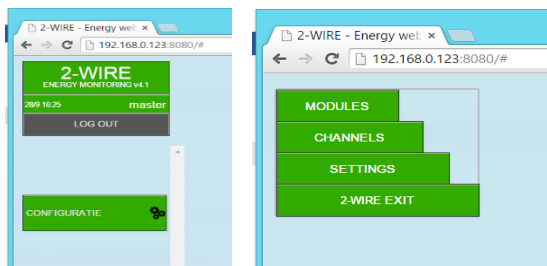 2-WIRE - Energy web
192.168.0.123:8080/#
2-WIRE
ENERGY MONITORING v4.1
28/9 16:25 master
LOG OUT
CONFIGURATIE
2-WIRE - Energy web
192.168.0.123:8080/#
MODULES
CHANNELS
SETTINGS
2-WIRE EXIT